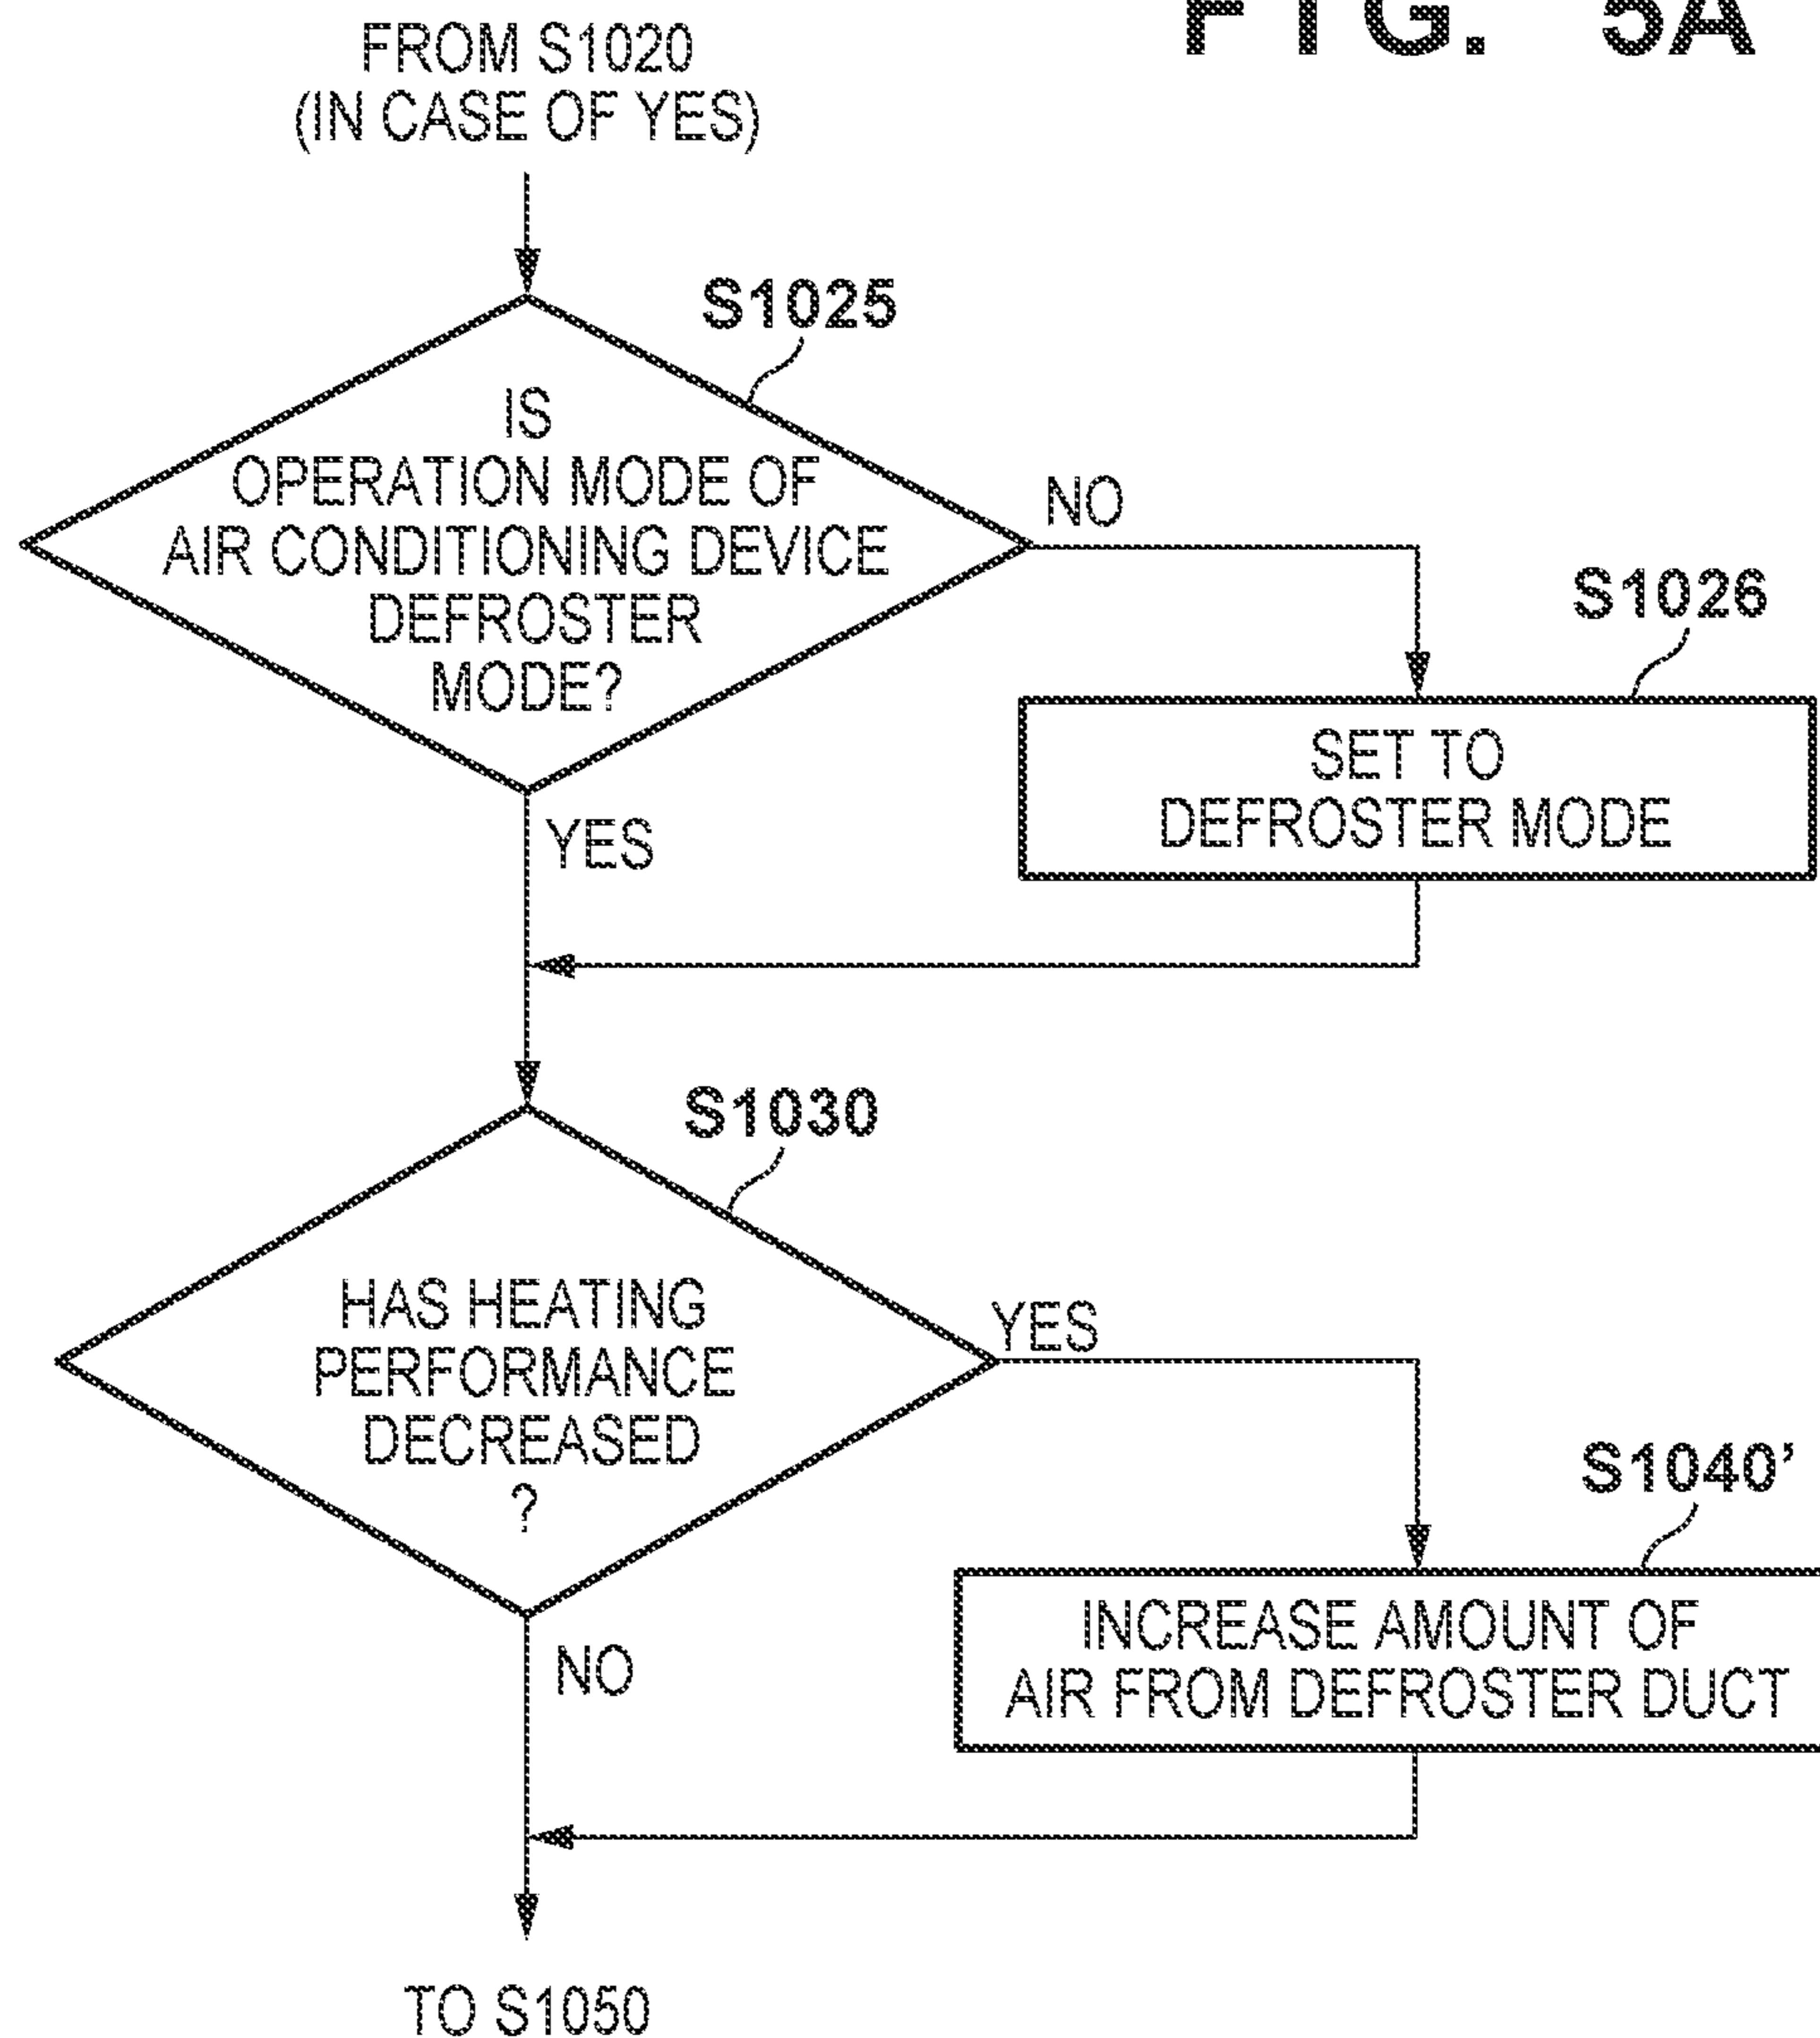 FIG. 5A
FROM S1020
(IN CASE OF YES)
S1025
IS
OPERATION MODE OF
AIR CONDITIONING DEVICE
DEFROSTER
MODE?
NO
S1026
SET TO
DEFROSTER MODE
YES
S1030
HAS HEATING
PERFORMANCE
DECREASED
?
YES
S1040’
INCREASE AMOUNT OF
AIR FROM DEFROSTER DUCT
NO
TO S1050